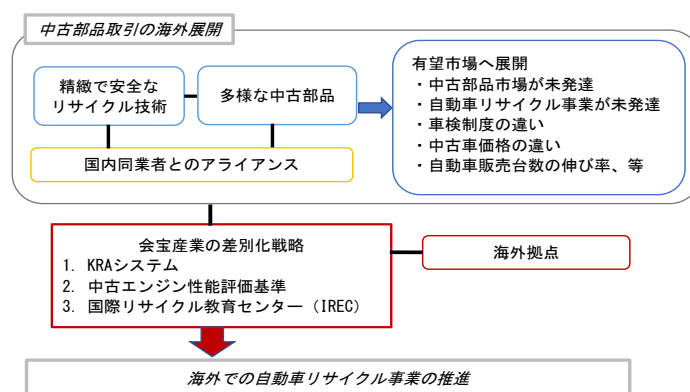 中古部品取引の海外展開
精緻で安全な
リサイクル技術
多様な中古部品
国内同業者とのアライアンス
有望市場へ展開
・中古部品市場が未発達
・自動車リサイクル事業が未発達
・車検制度の違い
・中古車価格の違い
・自動車販売台数の伸び率、等
会宝産業の差別化戦略
1. KRAシステム
2. 中古エンジン性能評価基準
3. 国際リサイクル教育センター（IREC）
海外拠点
海外での自動車リサイクル事業の推進